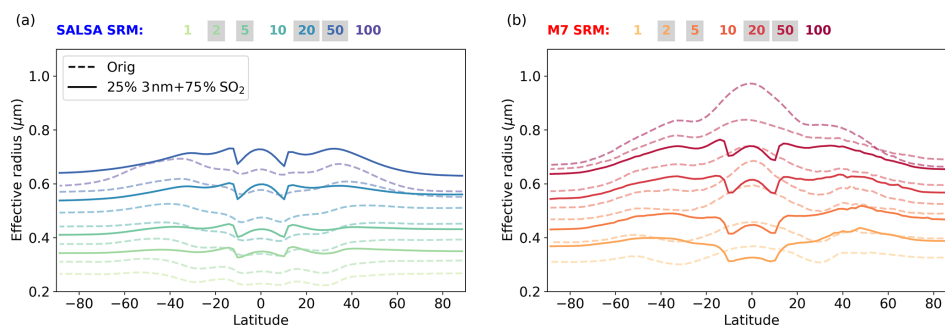 (a)
SALSA SRM: 1 2 5 10 20 50 100
Effective radius (μm)
1.0
0.8
0.6
0.4
0.2
Orig
25% 3nm+75% SO₂
−80 −60 −40 −20 0 20 40 60 80
Latitude
(b)
M7 SRM: 1 2 5 10 20 50 100
Effective radius (μm)
1.0
0.8
0.6
0.4
0.2
−80 −60 −40 −20 0 20 40 60 80
Latitude